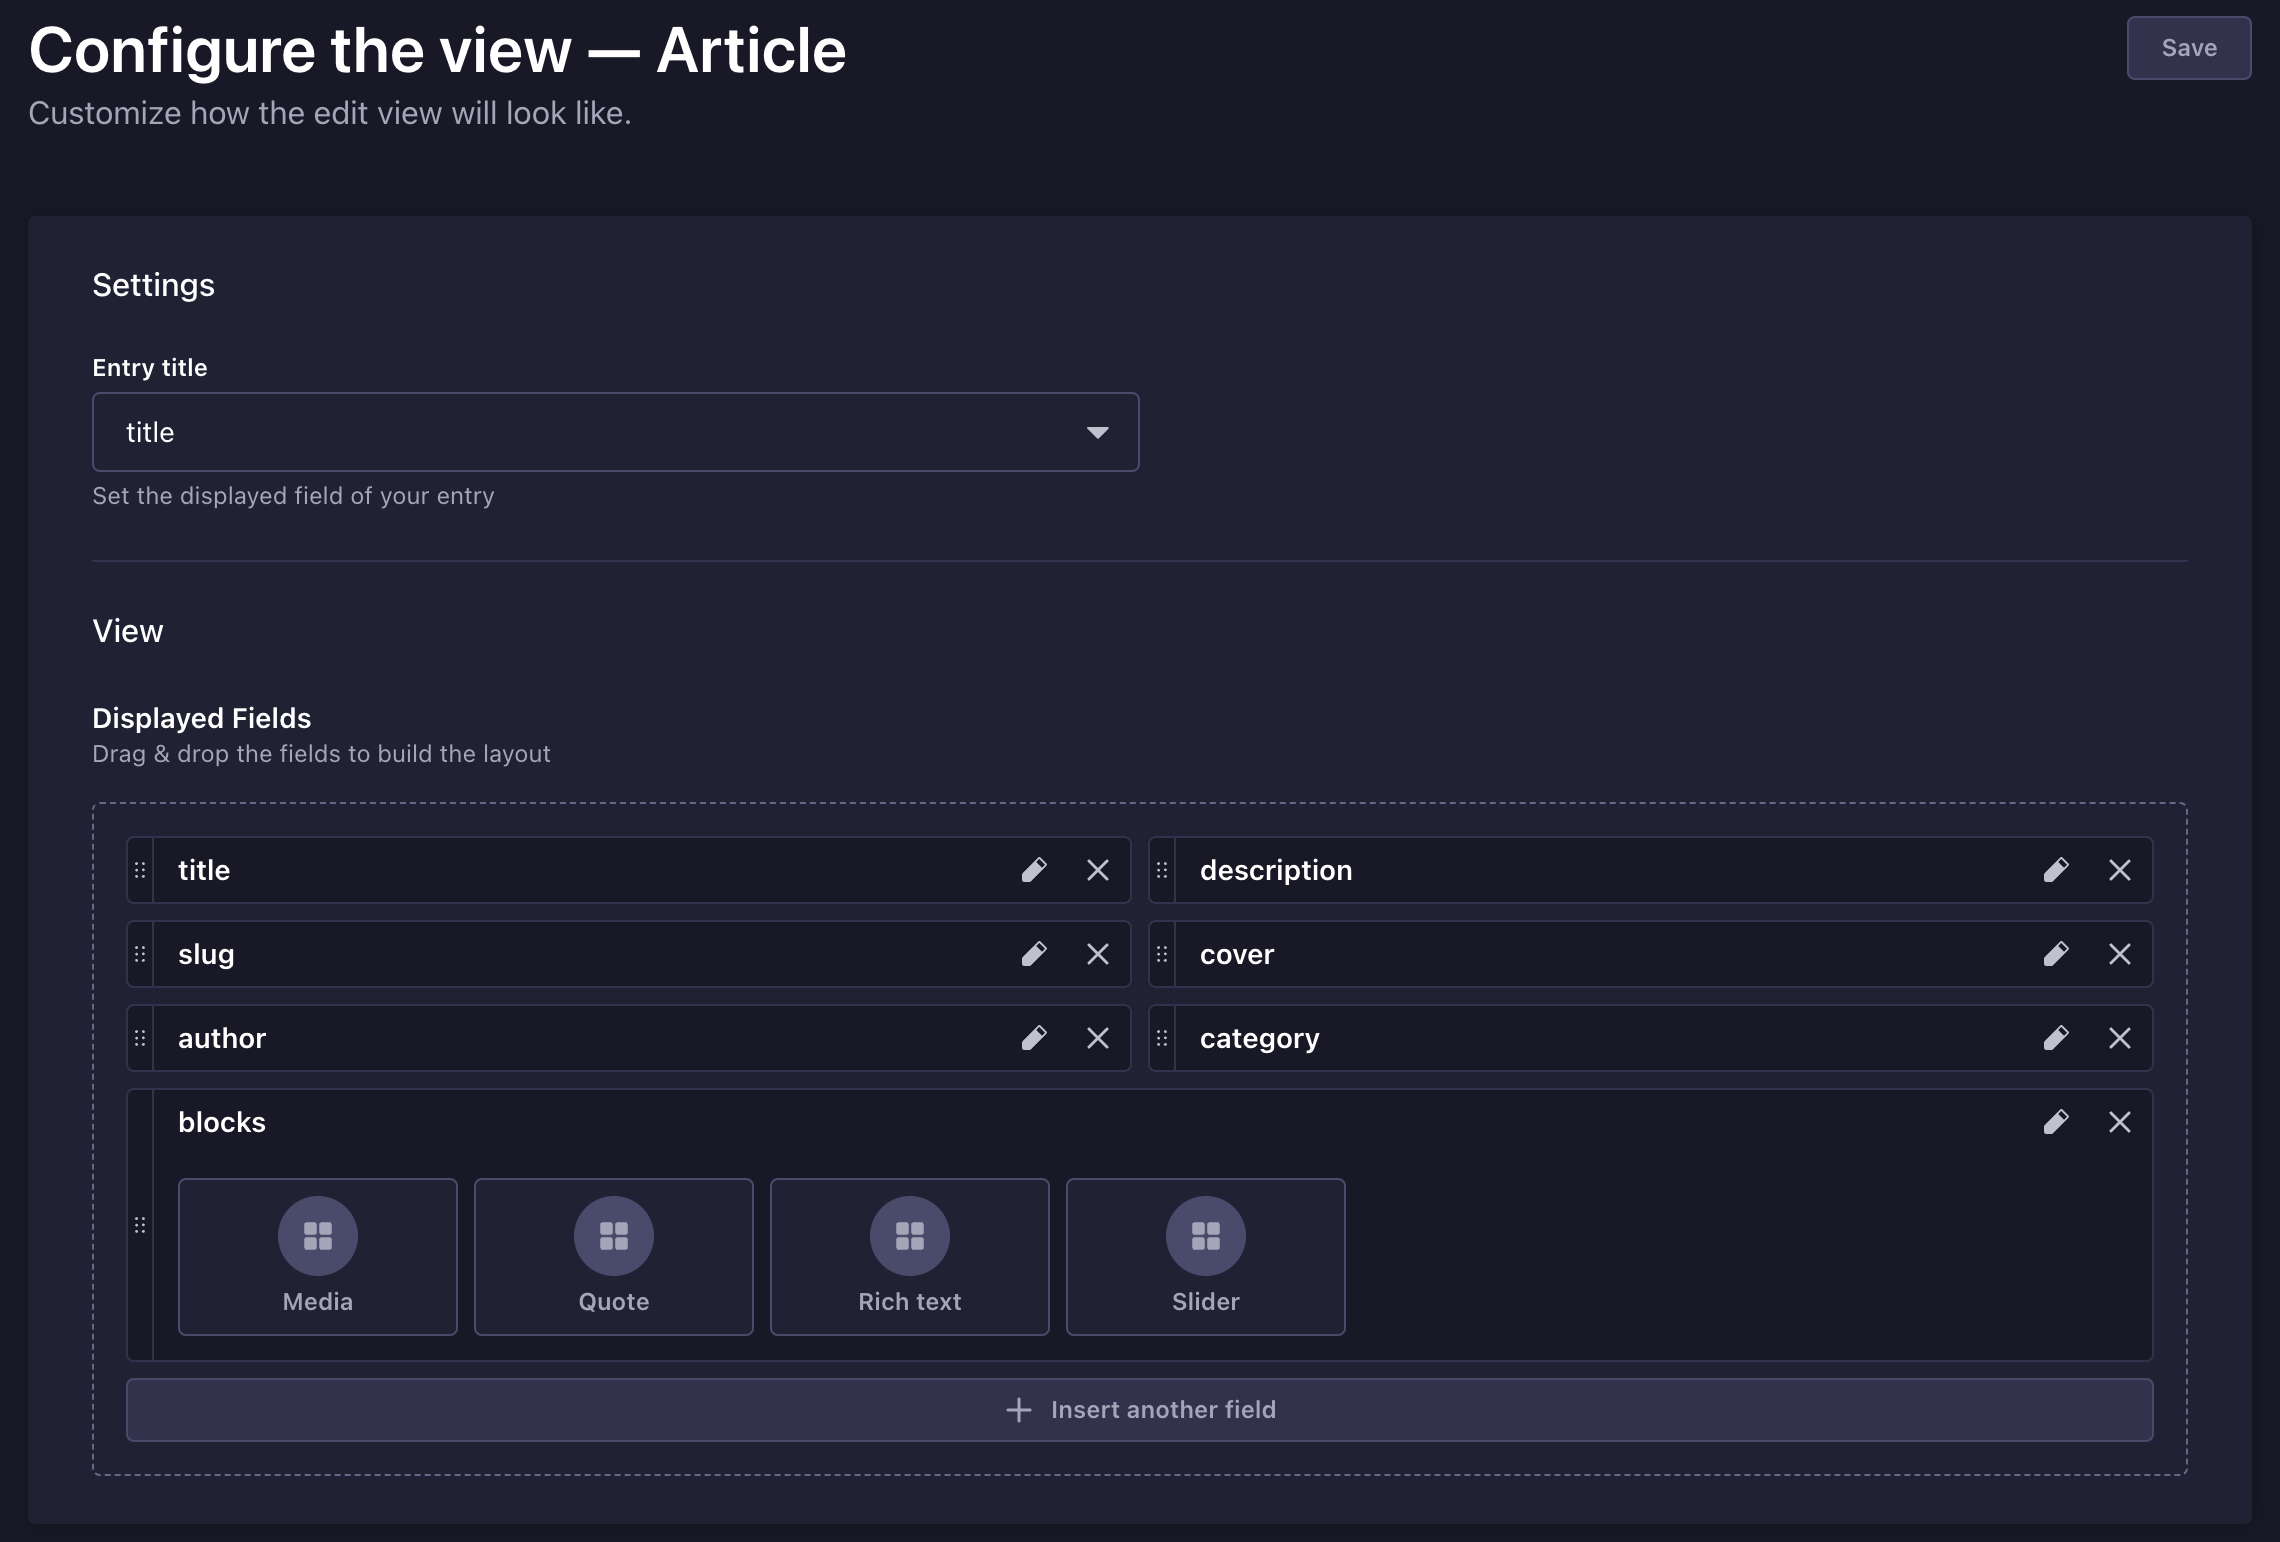 Configure the view — Article
Save
Customize how the edit view will look like.
Settings
Entry title
title
Set the displayed field of your entry
View
Displayed Fields
Drag & drop the fields to build the layout
title
description
slug
cover
author
category
blocks
Media
Quote
Rich text
Slider
Insert another field